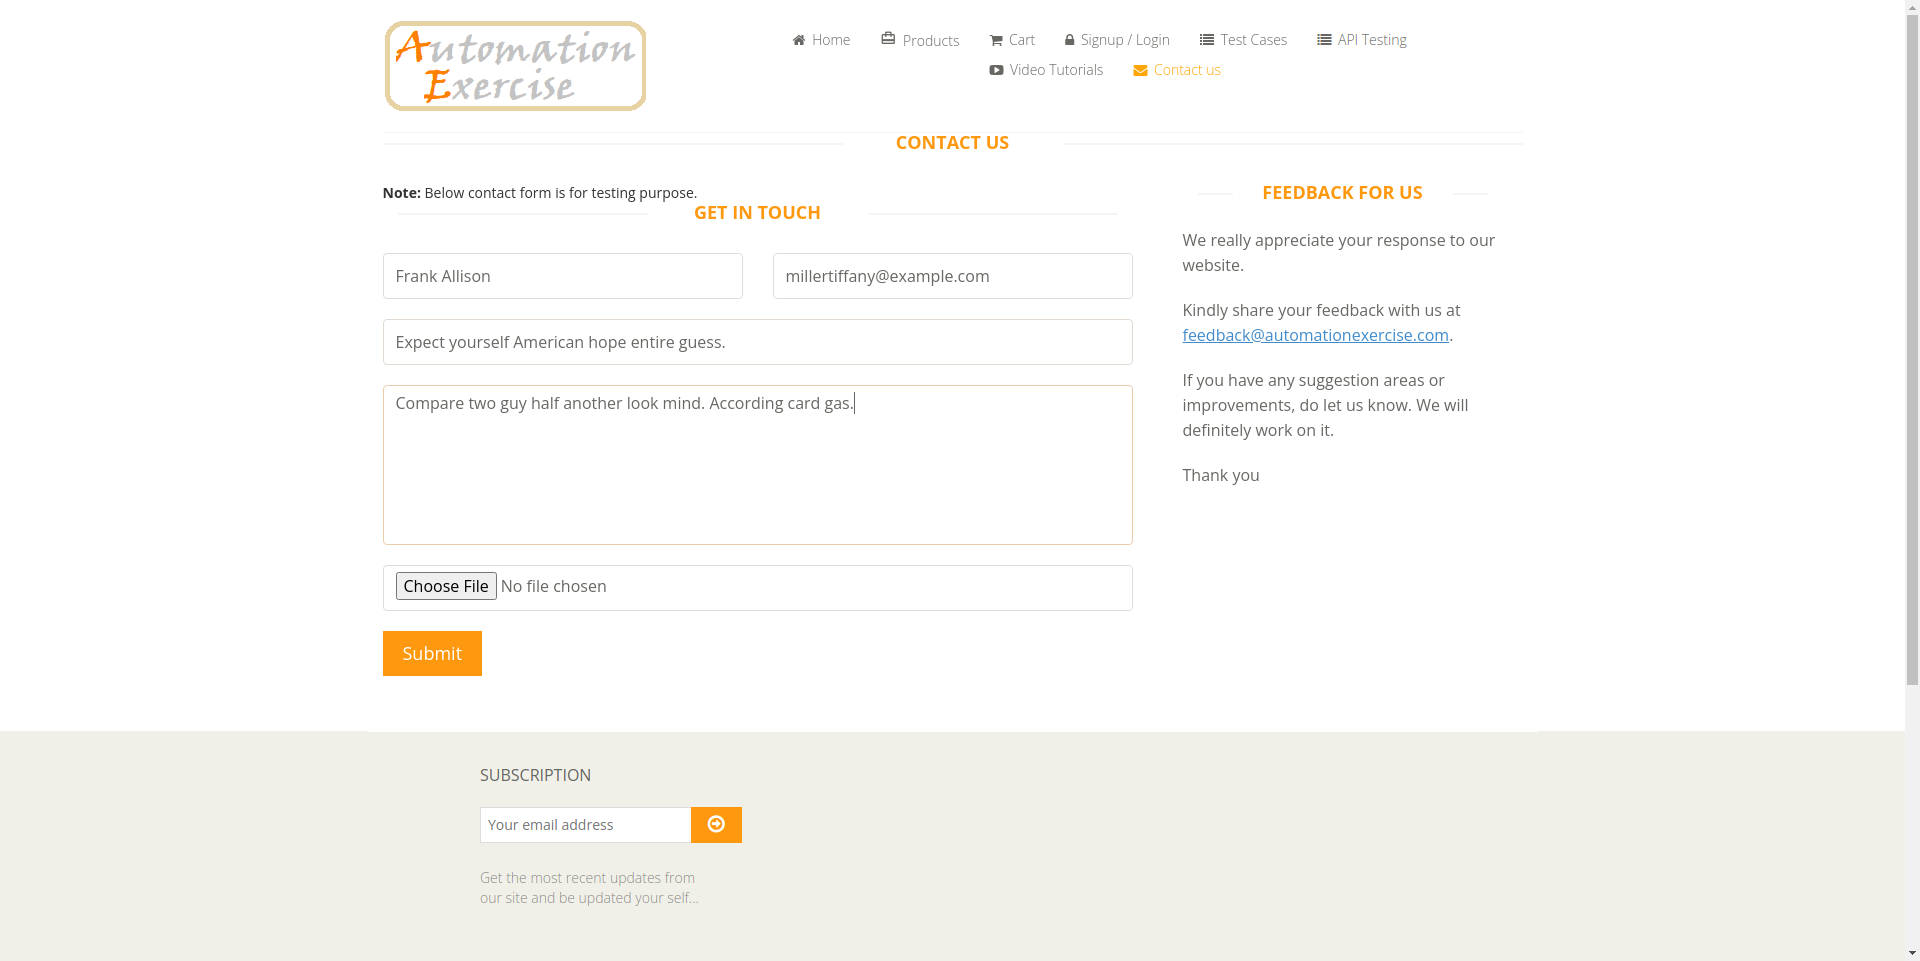 Automation
Exercise
Home
Products
Cart
Signup / Login
Test Cases
API Testing
Video Tutorials
Contact us
CONTACT US
Note: Below contact form is for testing purpose.
GET IN TOUCH
Frank Allison
millertiffany@example.com
Expect yourself American hope entire guess.
Compare two guy half another look mind. According card gas.
Choose File No file chosen
Submit
FEEDBACK FOR US
We really appreciate your response to our
website.
Kindly share your feedback with us at
feedback@automationexercise.com.
If you have any suggestion areas or
improvements, do let us know. We will
definitely work on it.
Thank you
SUBSCRIPTION
Your email address
Get the most recent updates from
our site and be updated your self...